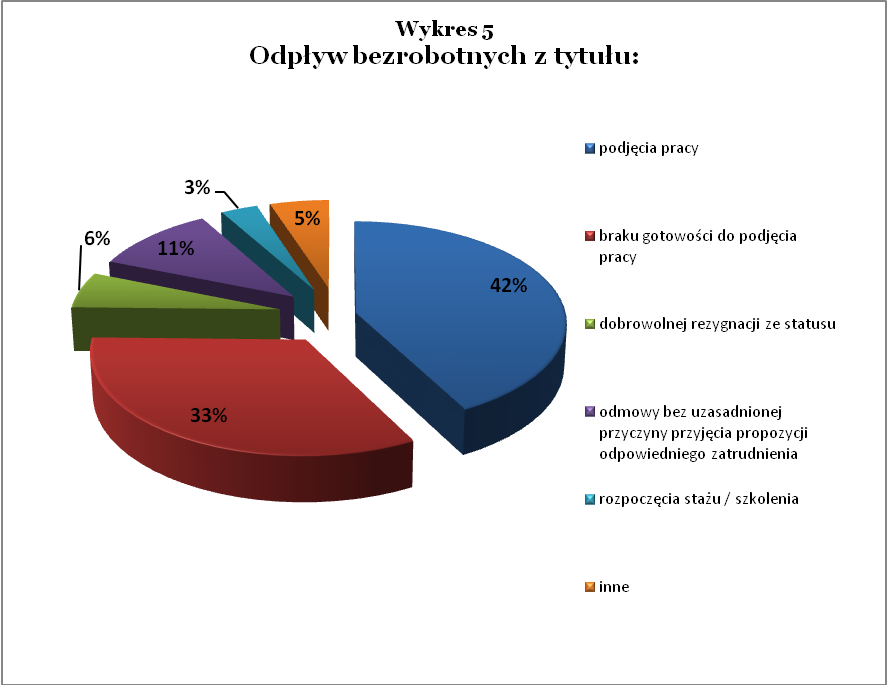 Wykres 5
Odpływ bezrobotnych z tytułu:
3%
5%
6%
11%
42%
33%
podjęcia pracy
braku gotowości do podjęcia
pracy
dobrowolnej rezygnacji ze statusu
odmowy bez uzasadnionej
przyczyny przyjęcia propozycji
odpowiedniego zatrudnienia
rozpoczęcia stażu / szkolenia
inne